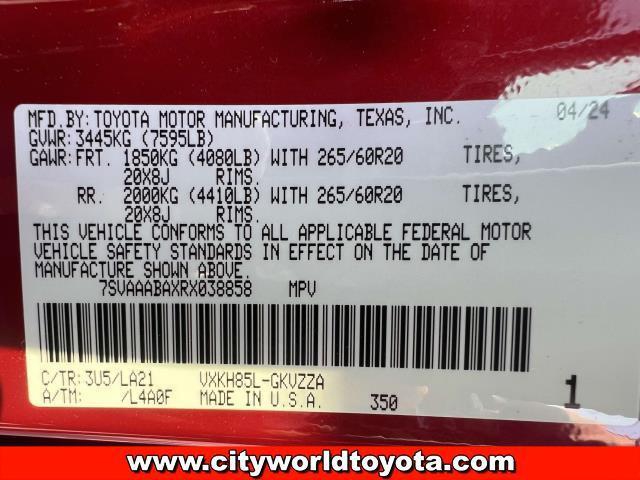 MFD.BY: TOYOTA MOTOR MANUFACTURING, TEXAS, INC. 04/24
GVWR: 3445KG (7595LB)
GAWR: FRT. 1850KG (4080LB) WITH 265/60R20 TIRES,
20X8J RIMS.
RR. 2000KG (4410LB) WITH 265/60R20 TIRES,
20X8J RIMS.
THIS VEHICLE CONFORMS TO ALL APPLICABLE FEDERAL MOTOR
VEHICLE SAFETY STANDARDS IN EFFECT ON THE DATE OF
MANUFACTURE SHOWN ABOVE.
7SVAAABAXRX038858 MPV
C/TR: 3U5/LA21 VXKH85L-GKVZZA
A/TM: /L4A0F MADE IN U.S.A. 350 1
www.cityworldtoyota.com